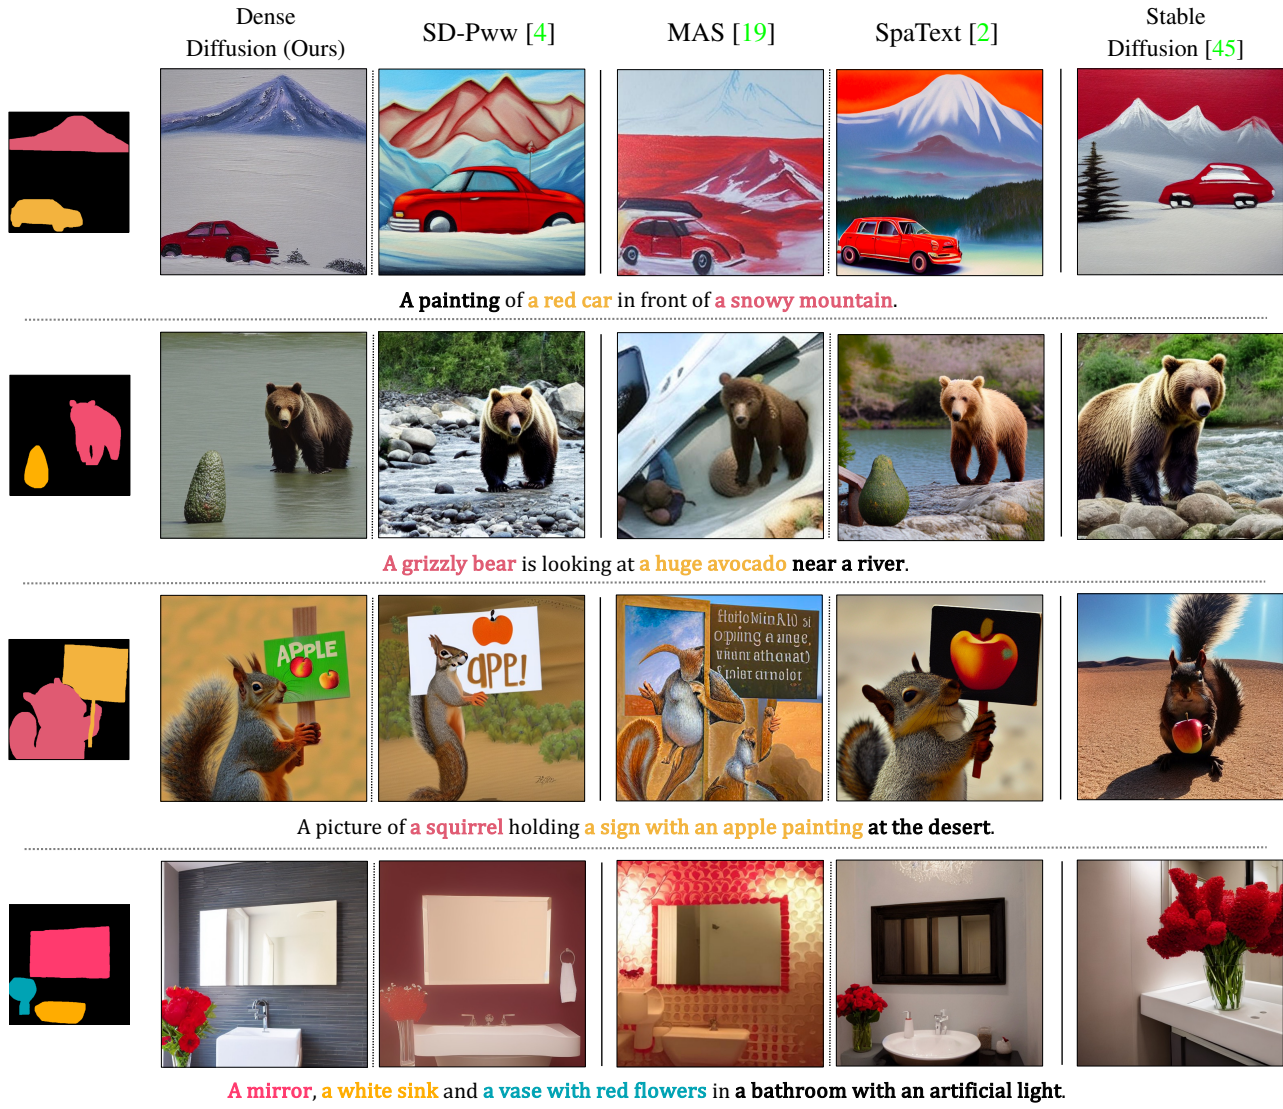 Dense
Diffusion (Ours)
SD-Pww [4]
MAS [19]
SpaText [2]
Stable
Diffusion [45]
A painting of a red car in front of a snowy mountain.
A grizzly bear is looking at a huge avocado near a river.
APPLE
APE!
A picture of a squirrel holding a sign with an apple painting at the desert.
A mirror, a white sink and a vase with red flowers in a bathroom with an artificial light.